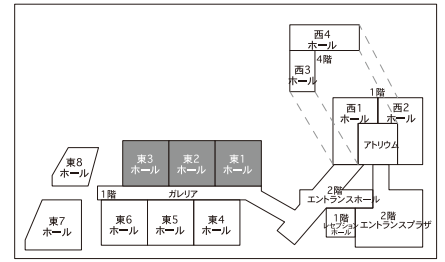 西4
ホール
西3
ホール
4階
1階
西1
ホール
西2
ホール
アトリウム
東8
ホール
東3
ホール
東2
ホール
東1
ホール
1階
ガレリア
東7
ホール
東6
ホール
東5
ホール
東4
ホール
2階
エントランスホール
1階
レセプション
ホール
2階
エントランスプラザ